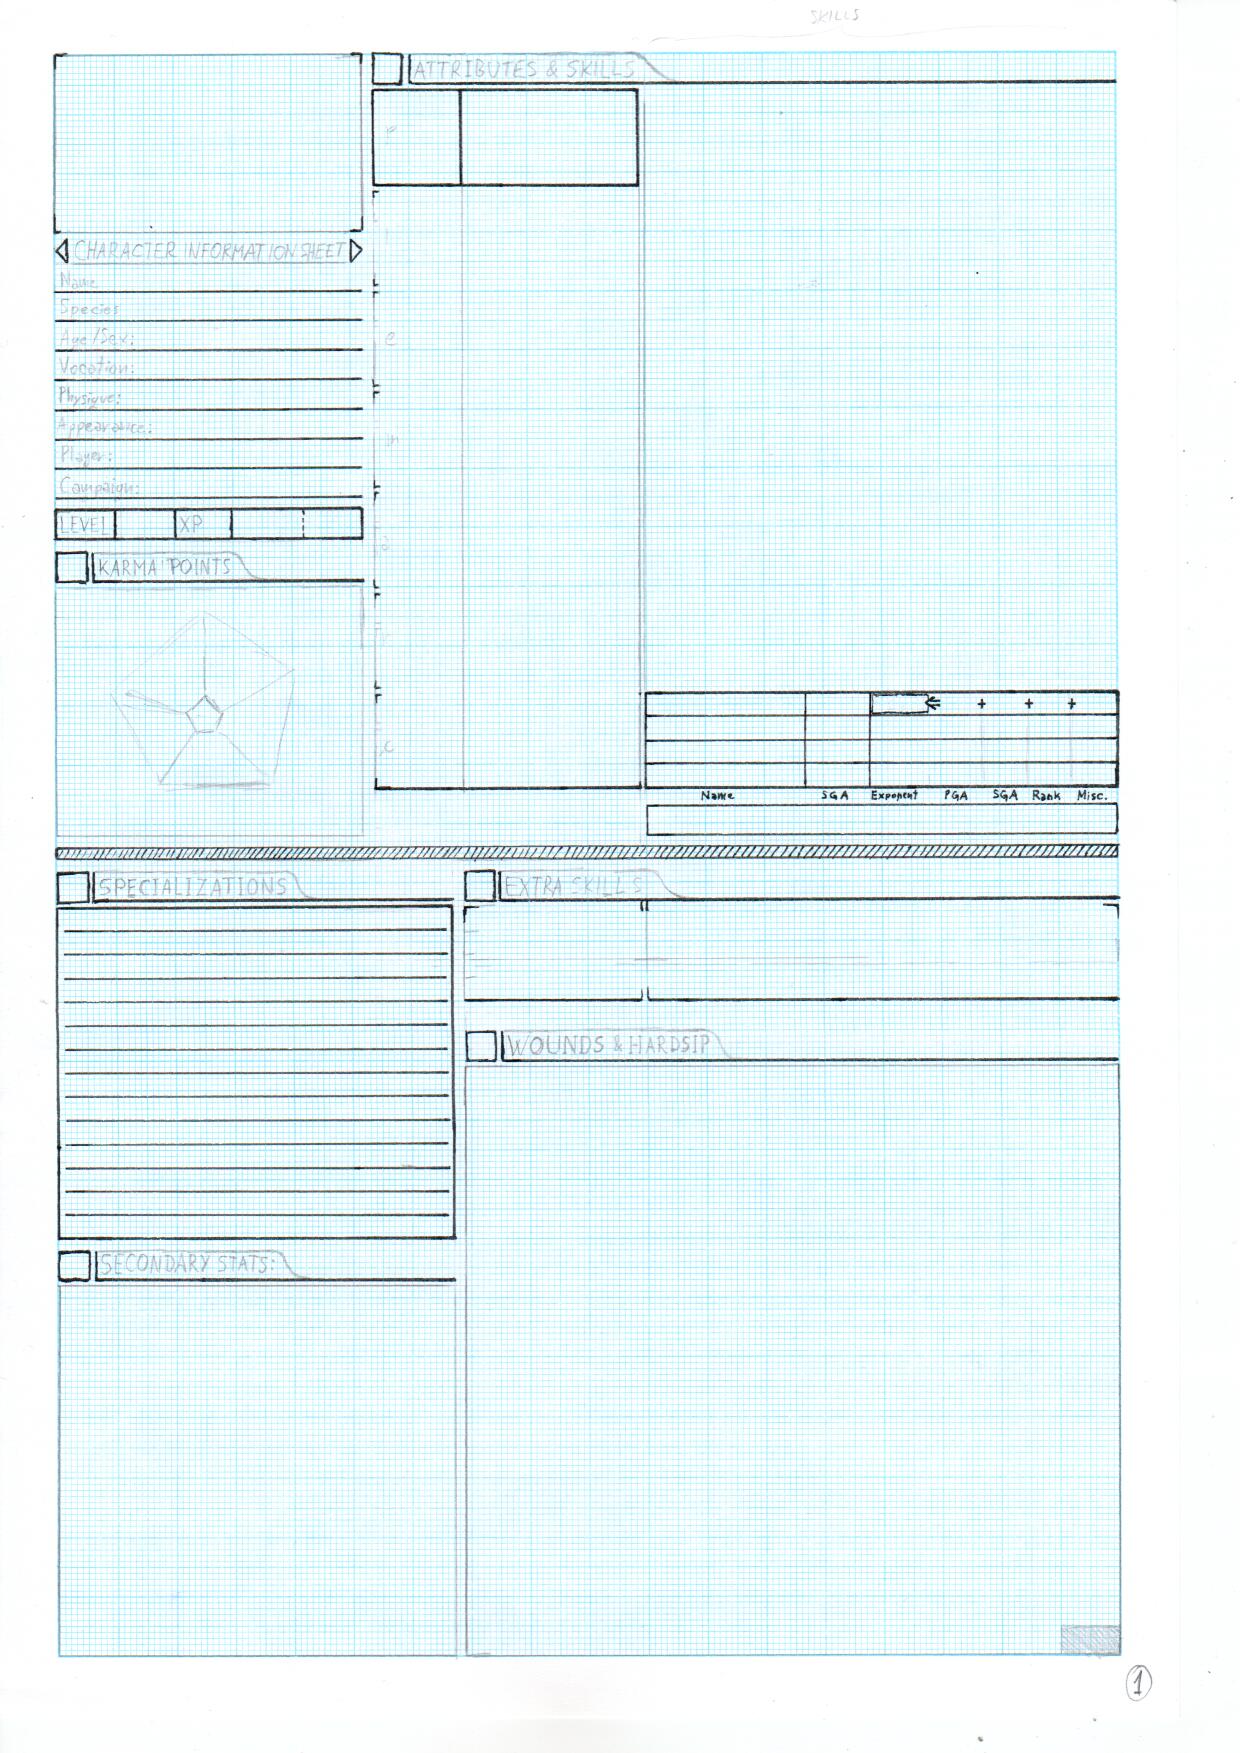 SKILLS
ATTRIBUTES & SKILLS
CHARACTER INFORMATION SHEET
Name
Species
Age/Sex:
Vocation:
Physique:
Appearance:
Player:
Campaign:
LEVEL XP
KARMA POINTS
+ + +
Name SGA Exponent PGA SGA Rank Misc.
SPECIALIZATIONS
EXTRA SKILLS
WOUNDS & HARDSIP
SECONDARY STATS:
1